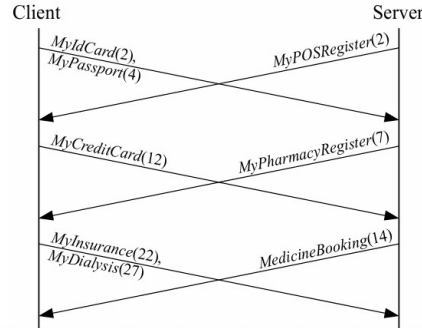 Client
Server
MyIdCard(2),
MyPassport(4)
MyPOSRegister(2)
MyCreditCard(12)
MyPharmacyRegister(7)
MyInsurance(22),
MyDialysis(27)
MedicineBooking(14)